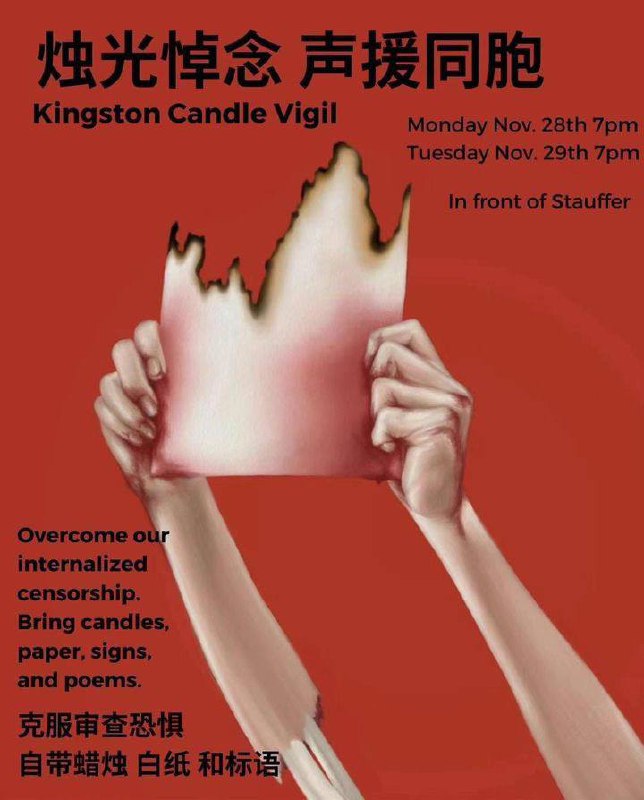 烛光悼念 声援同胞
Kingston Candle Vigil
Monday Nov. 28th 7pm
Tuesday Nov. 29th 7pm
In front of Stauffer
Overcome our
internalized
censorship.
Bring candles,
paper, signs,
and poems.
克服审查恐惧
自带蜡烛 白纸 和标语